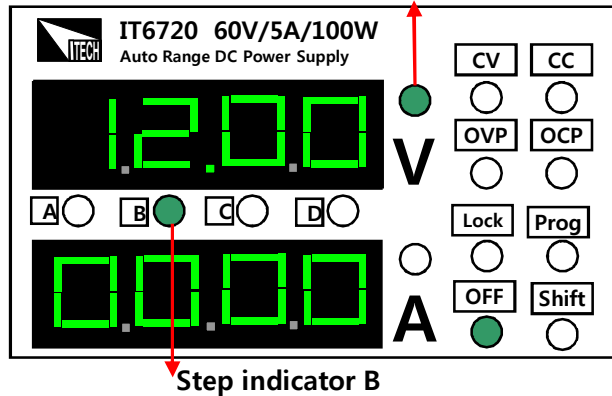 IT6720 60V/5A/100W
ITECH
Auto Range DC Power Supply
CV CC
12.00
V
OVP OCP
A B C D
Lock Prog
00.00
A
OFF Shift
Step indicator B